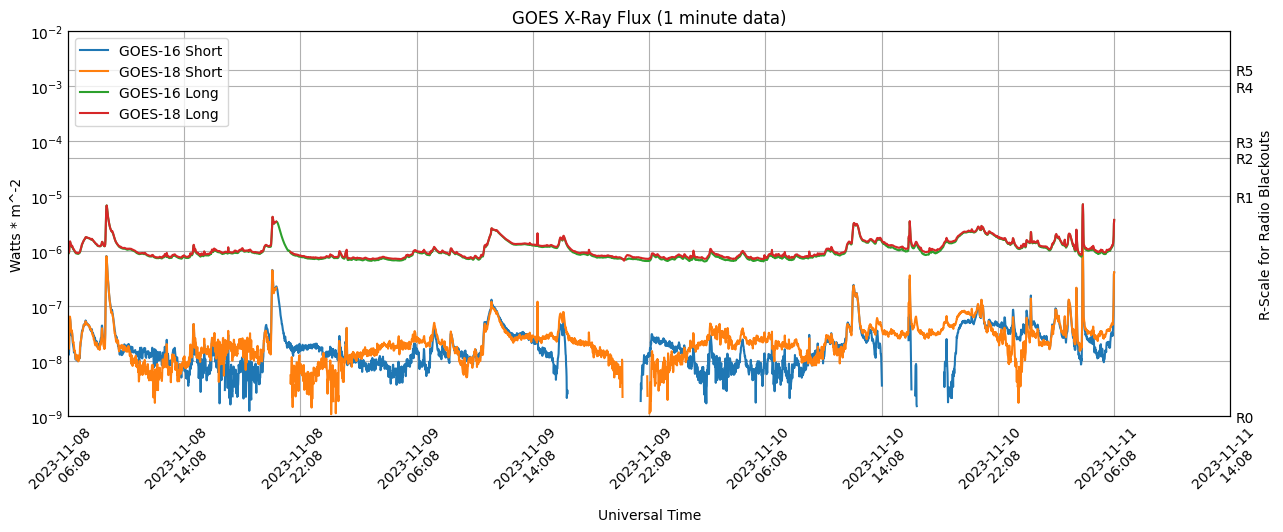 GOES X-Ray Flux (1 minute data)
GOES-16 Short
GOES-18 Short
GOES-16 Long
GOES-18 Long
10^-2
10^-3
10^-4
10^-5
10^-6
10^-7
10^-8
10^-9
Watts * m^-2
R5
R4
R3
R2
R1
R0
R-Scale for Radio Blackouts
2023-11-08
06:08
2023-11-08
14:08
2023-11-08
22:08
2023-11-09
06:08
2023-11-09
14:08
2023-11-09
22:08
2023-11-10
06:08
2023-11-10
14:08
2023-11-10
22:08
2023-11-11
06:08
2023-11-11
14:08
Universal Time